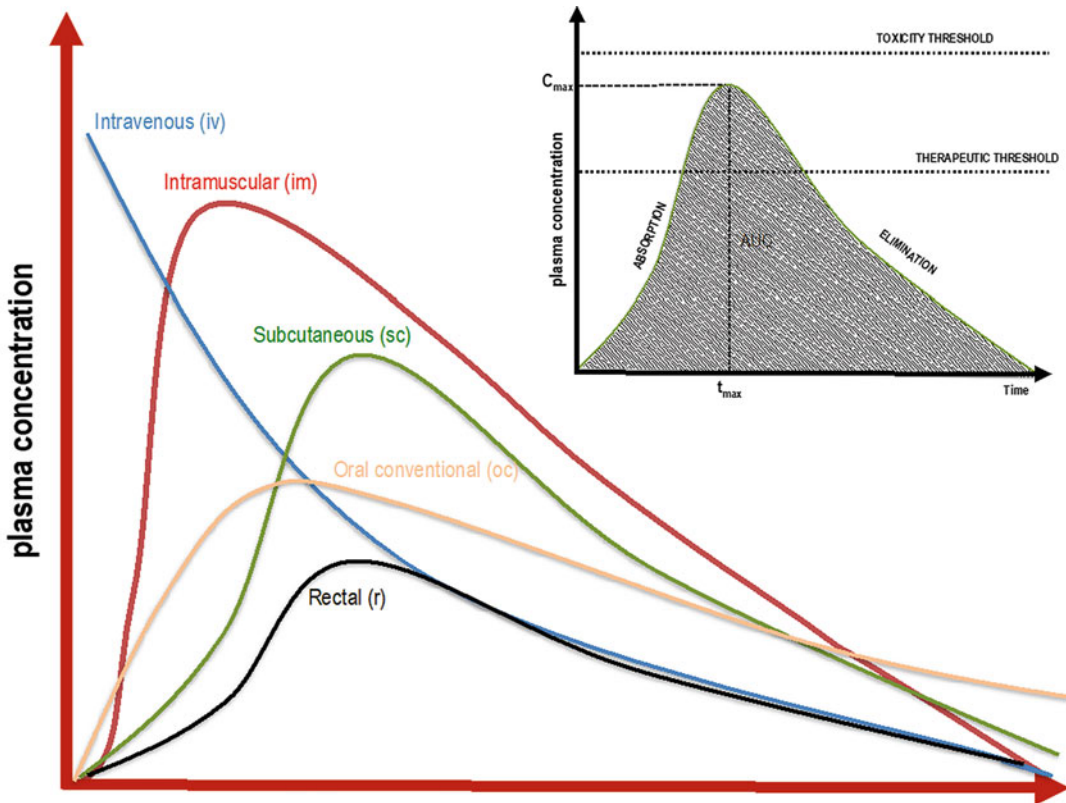 plasma concentration
Intravenous (iv)
Intramuscular (im)
Subcutaneous (sc)
Oral conventional (oc)
Rectal (r)
plasma concentration
TOXICITY THRESHOLD
Cmax
THERAPEUTIC THRESHOLD
ABSORPTION
AUC
ELIMINATION
tmax
Time